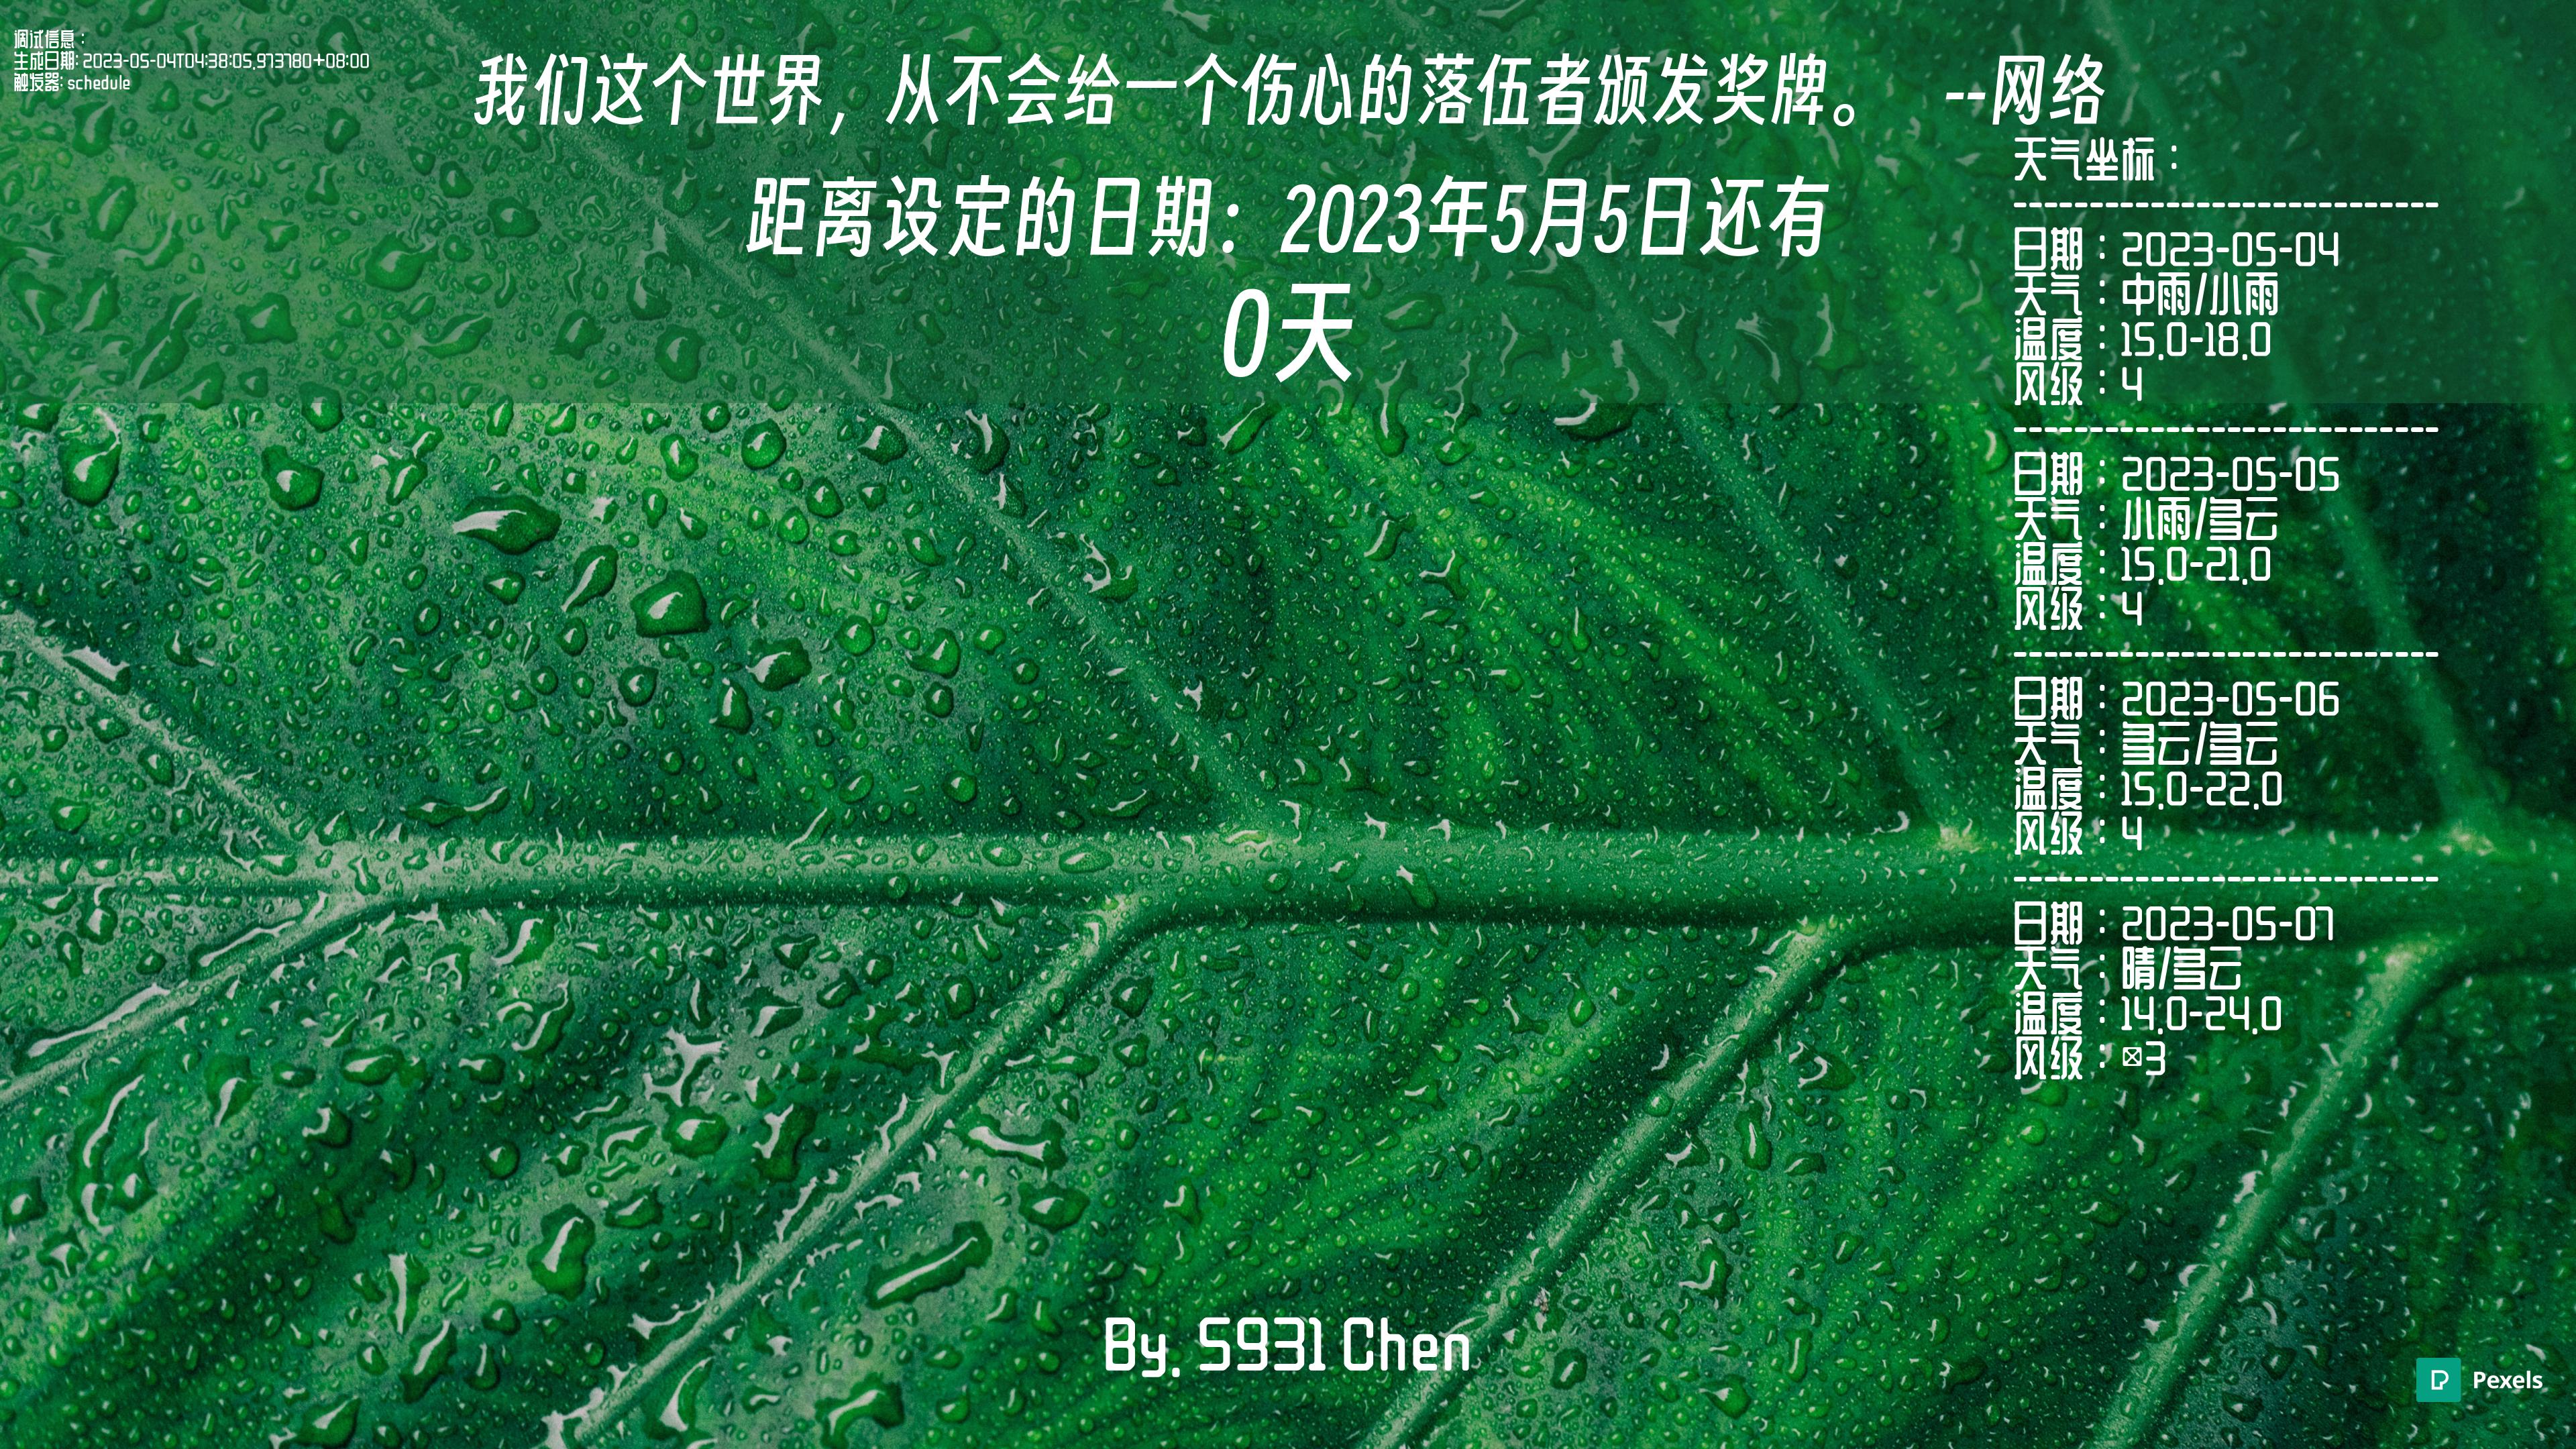 调试信息：
生成日期: 2023-05-04T04:38:05.973780+08:00
触发器: schedule
我们这个世界，从不会给一个伤心的落伍者颁发奖牌。 --网络
距离设定的日期：2023年5月5日还有
0天
天气坐标：
------------------------------
日期：2023-05-04
天气：中雨/小雨
温度：15.0-18.0
风级：4
------------------------------
日期：2023-05-05
天气：小雨/多云
温度：15.0-21.0
风级：4
------------------------------
日期：2023-05-06
天气：多云/多云
温度：15.0-22.0
风级：4
------------------------------
日期：2023-05-07
天气：晴/多云
温度：14.0-24.0
风级：☒3
By. S931 Chen
Pexels